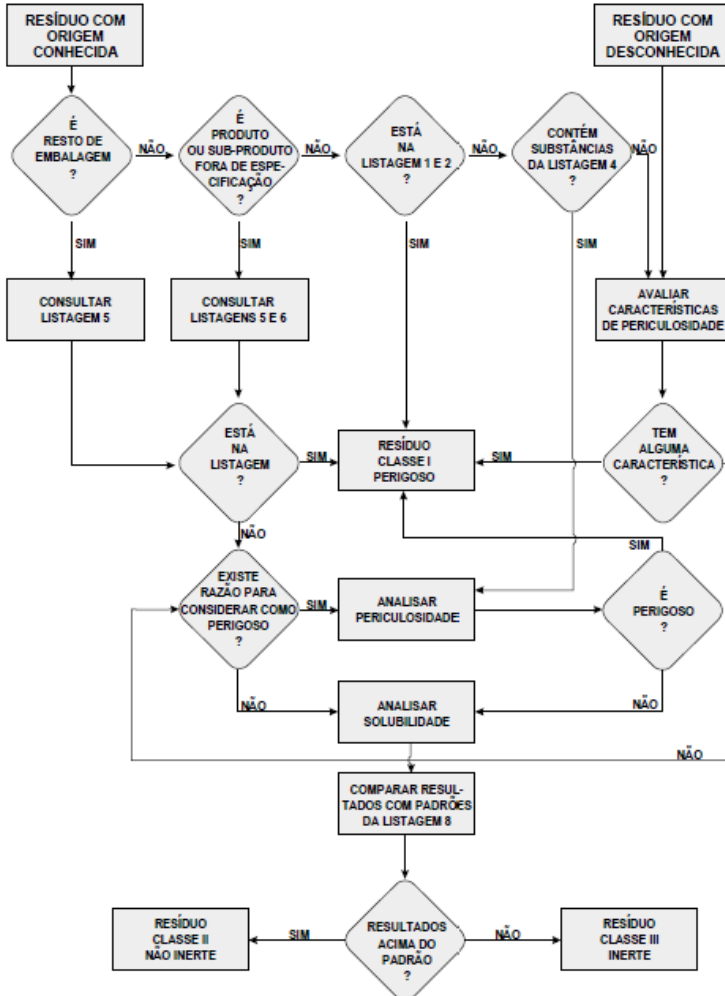 RESÍDUO COM
ORIGEM
CONHECIDA
RESÍDUO COM
ORIGEM
DESCONHECIDA
É
RESTO DE
EMBALAGEM
?
NÃO
É
PRODUTO
OU SUB-PRODUTO
FORA DE ESPE-
CIFICAÇÃO
?
NÃO
ESTÁ
NA
LISTAGEM 1 E 2
?
NÃO
CONTÉM
SUBSTÂNCIAS
DA LISTAGEM 4
?
NÃO
SIM
SIM
SIM
SIM
CONSULTAR
LISTAGEM 5
CONSULTAR
LISTAGENS 5 E 6
AVALIAR
CARACTERÍSTICAS
DE PERICULOSIDADE
ESTÁ
NA
LISTAGEM
?
SIM
RESÍDUO
CLASSE I
PERIGOSO
SIM
TEM
ALGUMA
CARACTERÍSTICA
?
NÃO
SIM
EXISTE
RAZÃO PARA
CONSIDERAR COMO
PERIGOSO
?
SIM
ANALISAR
PERICULOSIDADE
É
PERIGOSO
?
NÃO
ANALISAR
SOLUBILIDADE
NÃO
NÃO
COMPARAR RESUL-
TADOS COM PADRÕES
DA LISTAGEM 8
RESÍDUO
CLASSE II
NÃO INERTE
SIM
RESULTADOS
ACIMA DO
PADRÃO
?
NÃO
RESÍDUO
CLASSE III
INERTE